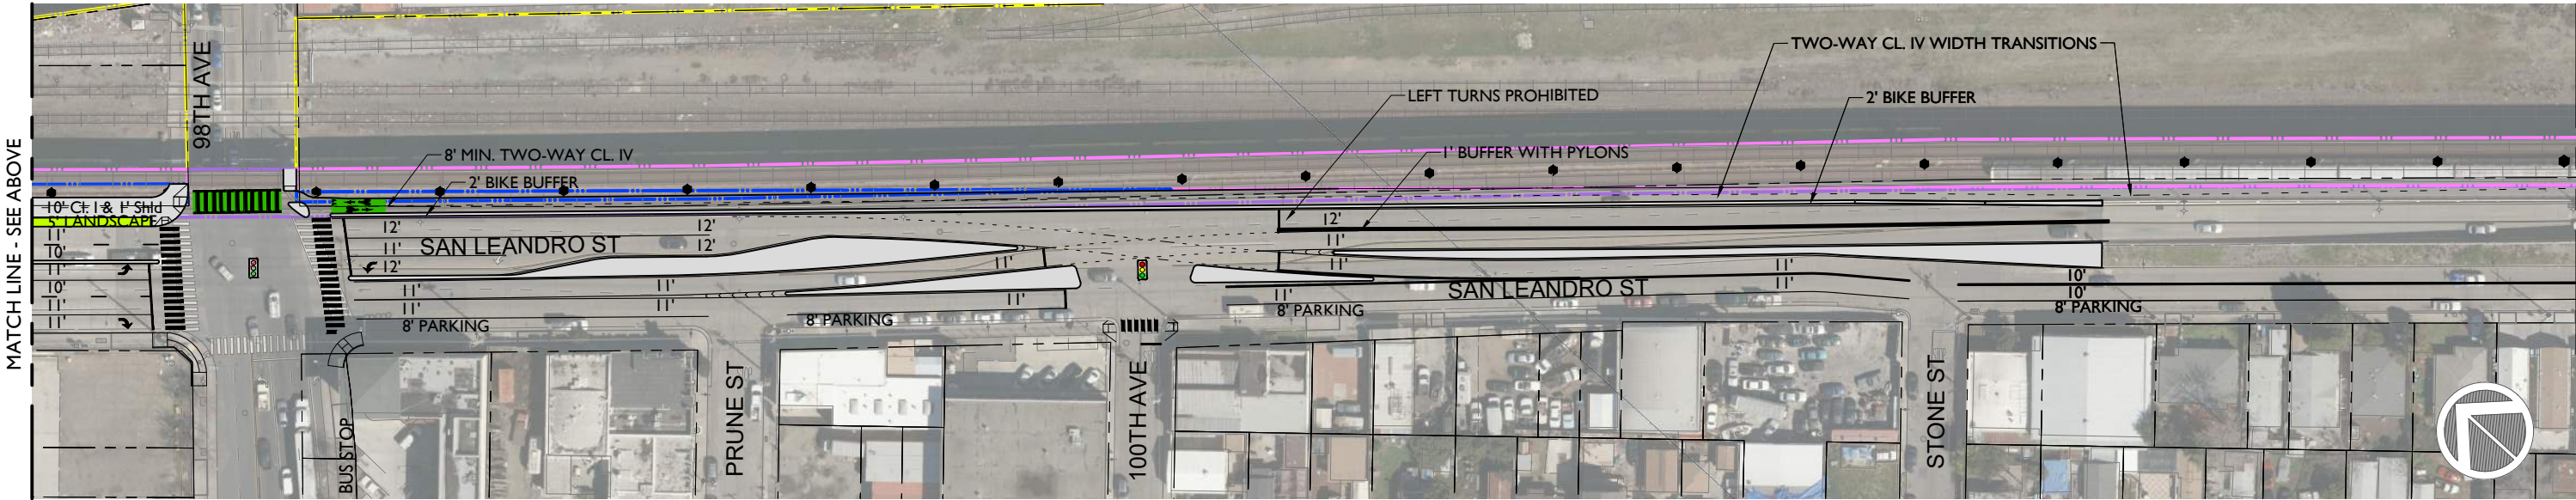 MATCH LINE - SEE ABOVE
98TH AVE
TWO-WAY CL. IV WIDTH TRANSITIONS
LEFT TURNS PROHIBITED
2' BIKE BUFFER
8' MIN. TWO-WAY CL. IV
1' BUFFER WITH PYLONS
2' BIKE BUFFER
10' CL I & 1' Shld
5' LANDSCAPE
11'
10'
11'
10'
11'
11'
12'
11'
12'
12'
12'
SAN LEANDRO ST
11'
11'
11'
11'
11'
11'
12'
11'
11'
11'
11'
SAN LEANDRO ST
10'
10'
8' PARKING
8' PARKING
8' PARKING
8' PARKING
BUS STOP
PRUNE ST
100TH AVE
STONE ST